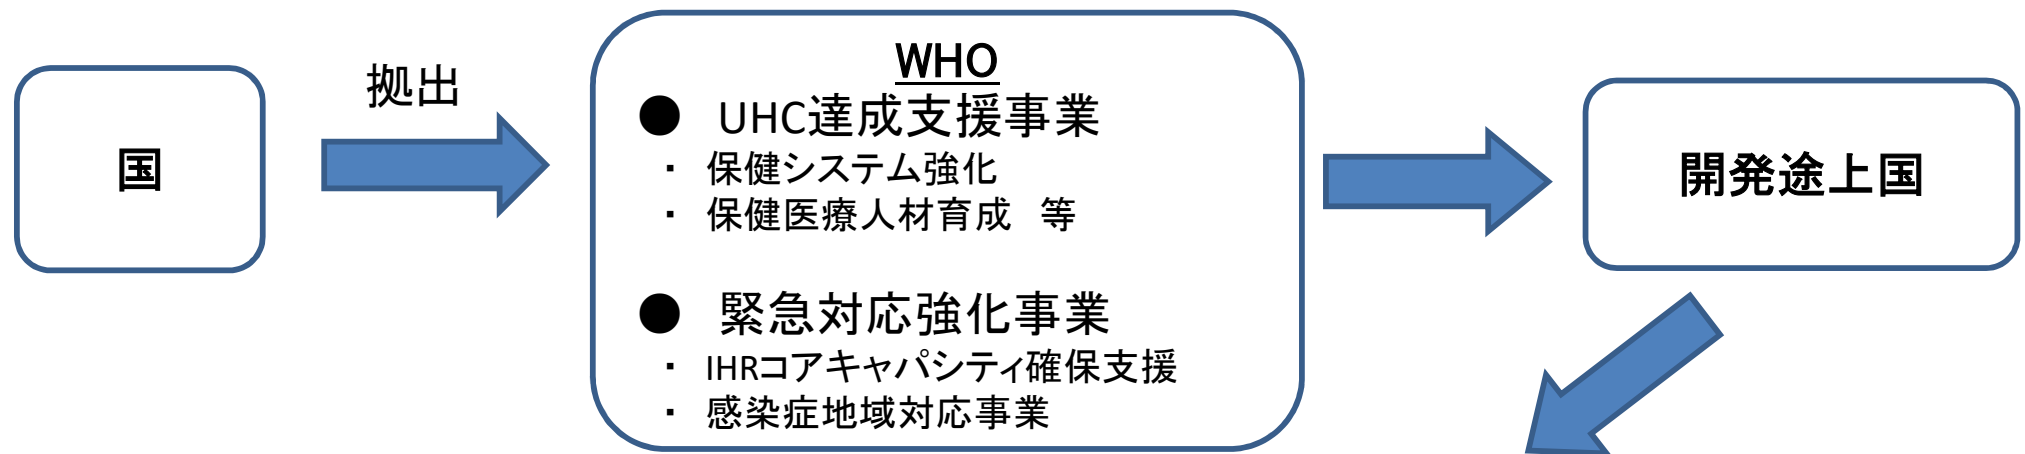 国
拠出
WHO
● UHC達成支援事業
・ 保健システム強化
・ 保健医療人材育成　等
● 緊急対応強化事業
・ IHRコアキャパシティ確保支援
・ 感染症地域対応事業
開発途上国